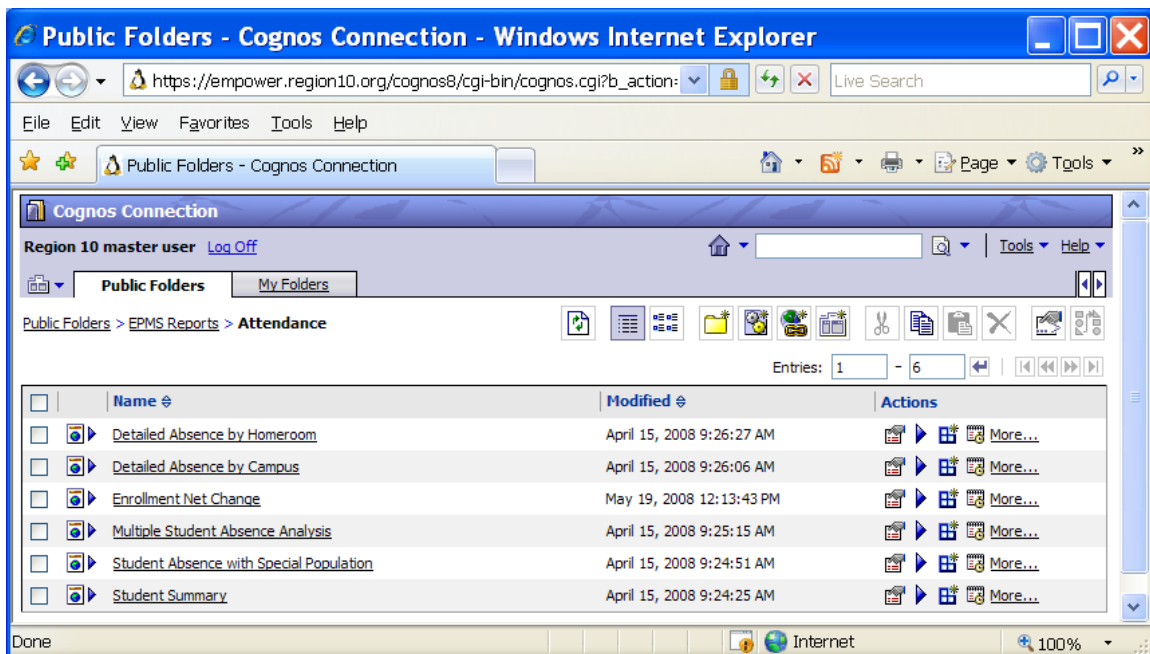 Public Folders - Cognos Connection - Windows Internet Explorer
https://empower.region10.org/cognos8/cgi-bin/cognos.cgi?b_action= Live Search
File Edit View Favorites Tools Help
Public Folders - Cognos Connection Page Tools »
Cognos Connection
Region 10 master user Log Off Tools Help
Public Folders My Folders
Public Folders > EPMS Reports > Attendance
Entries: 1 - 6
Name Modified Actions
Detailed Absence by Homeroom April 15, 2008 9:26:27 AM More...
Detailed Absence by Campus April 15, 2008 9:26:06 AM More...
Enrollment Net Change May 19, 2008 12:13:43 PM More...
Multiple Student Absence Analysis April 15, 2008 9:25:15 AM More...
Student Absence with Special Population April 15, 2008 9:24:51 AM More...
Student Summary April 15, 2008 9:24:25 AM More...
Done Internet 100%